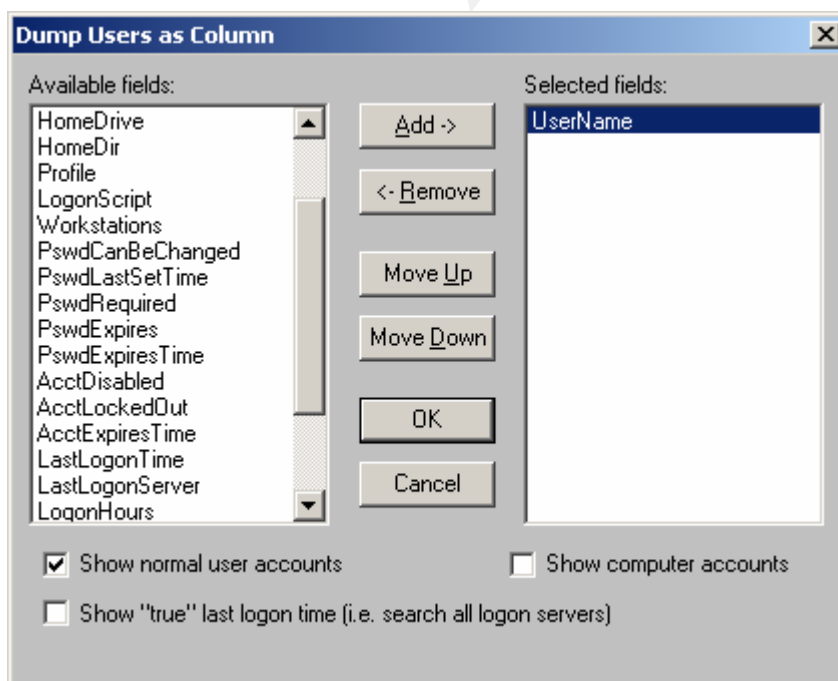 Dump Users as Column
Available fields:
HomeDrive
HomeDir
Profile
LogonScript
Workstations
PswdCanBeChanged
PswdLastSetTime
PswdRequired
PswdExpires
PswdExpiresTime
AcctDisabled
AcctLockedOut
AcctExpiresTime
LastLogonTime
LastLogonServer
LogonHours
Add ->
<- Remove
Move Up
Move Down
OK
Cancel
Selected fields:
UserName
Show normal user accounts
Show computer accounts
Show "true" last logon time (i.e. search all logon servers)